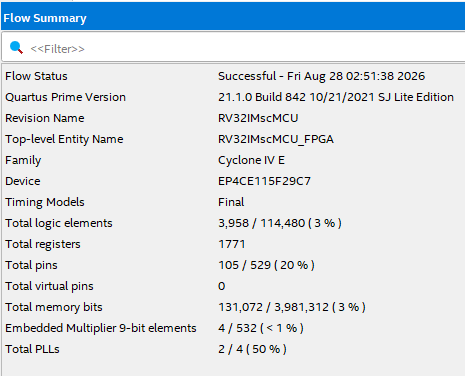 Flow Summary
<<Filter>>
Flow Status Successful - Fri Aug 28 02:51:38 2026
Quartus Prime Version 21.1.0 Build 842 10/21/2021 SJ Lite Edition
Revision Name RV32IMscMCU
Top-level Entity Name RV32IMscMCU_FPGA
Family Cyclone IV E
Device EP4CE115F29C7
Timing Models Final
Total logic elements 3,958 / 114,480 ( 3 % )
Total registers 1771
Total pins 105 / 529 ( 20 % )
Total virtual pins 0
Total memory bits 131,072 / 3,981,312 ( 3 % )
Embedded Multiplier 9-bit elements 4 / 532 ( < 1 % )
Total PLLs 2 / 4 ( 50 % )